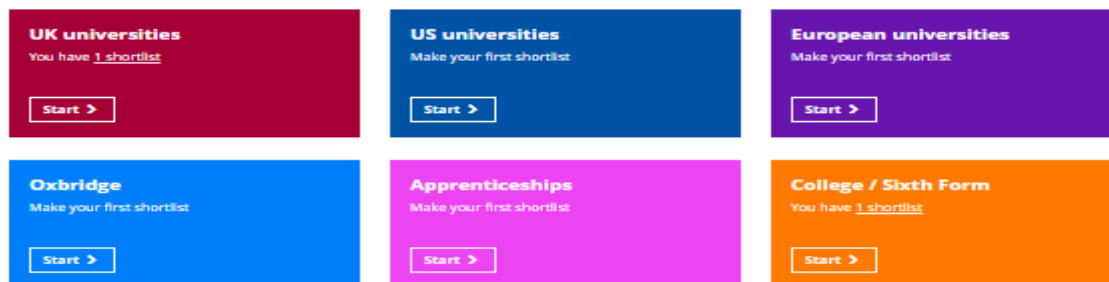 UK universities
You have 1 shortlist
Start >
US universities
Make your first shortlist
Start >
European universities
Make your first shortlist
Start >
Oxbridge
Make your first shortlist
Start >
Apprenticeships
Make your first shortlist
Start >
College / Sixth Form
You have 1 shortlist
Start >